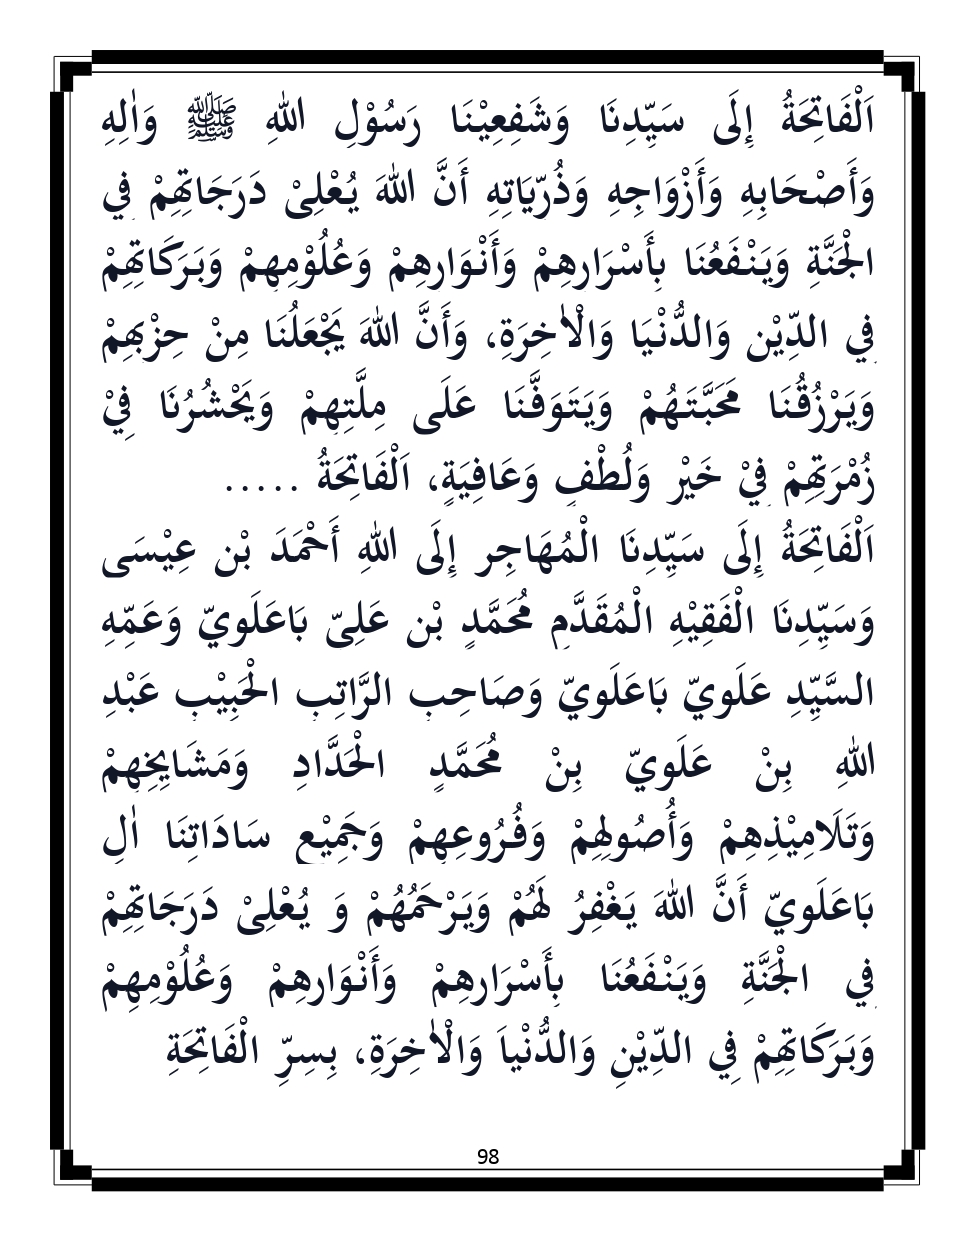 اَلْفَاتِحَةُ إِلَى سَيِّدِنَا وَشَفِعِيْنَا رَسُوْلِ اللهِ ﷺ وَاٰلِهِ
وَأَصْحَابِهِ وَأَزْوَاجِهِ وَذُرِّيَاتِهِ أَنَّ اللهَ يُعْلِىْ دَرَجَاتِهِمْ فِي
الْجَنَّةِ وَيَنْفَعُنَا بِأَسْرَارِهِمْ وَأَنْوَارِهِمْ وَعُلُوْمِهِمْ وَبَرَكَاتِهِمْ
فِي الدِّيْنِ وَالدُّنْيَا وَالْاٰخِرَةِ، وَأَنَّ اللهَ يَجْعَلُنَا مِنْ حِزْبِهِمْ
وَيَرْزُقُنَا مَحَبَّتَهُمْ وَيَتَوَفَّنَا عَلَى مِلَّتِهِمْ وَيَحْشُرُنَا فِيْ
زُمْرَتِهِمْ فِيْ خَيْرٍ وَلُطْفٍ وَعَافِيَةٍ، اَلْفَاتِحَةُ .....
اَلْفَاتِحَةُ إِلَى سَيِّدِنَا الْمُهَاجِرِ إِلَى اللهِ أَحْمَدَ بْنِ عِيْسَى
وَسَيِّدِنَا الْفَقِيْهِ الْمُقَدَّمِ مُحَمَّدٍ بْنِ عَلِىّ بَاعَلَوِيّ وَعَمِّهِ
السَّيِّدِ عَلَوِيّ بَاعَلَوِيّ وَصَاحِبِ الرَّاتِبِ الْحَبِيْبِ عَبْدِ
اللهِ بِنْ عَلَوِيّ بِنْ مُحَمَّدٍ الْحَدَّادِ وَمَشَايِخِهِمْ
وَتَلَامِيْذِهِمْ وَأُصُولِهِمْ وَفُرُوعِهِمْ وَجَمِيْعِ سَادَاتِنَا اٰلِ
بَاعَلَوِيّ أَنَّ اللهَ يَغْفِرُ لَهُمْ وَيَرْحَمُهُمْ وَ يُعْلِىْ دَرَجَاتِهِمْ
فِي الْجَنَّةِ وَيَنْفَعُنَا بِأَسْرَارِهِمْ وَأَنْوَارِهِمْ وَعُلُوْمِهِمْ
وَبَرَكَاتِهِمْ فِي الدِّيْنِ وَالدُّنْياَ وَالْاٰخِرَةِ، بِسِرِّ الْفَاتِحَةِ
98